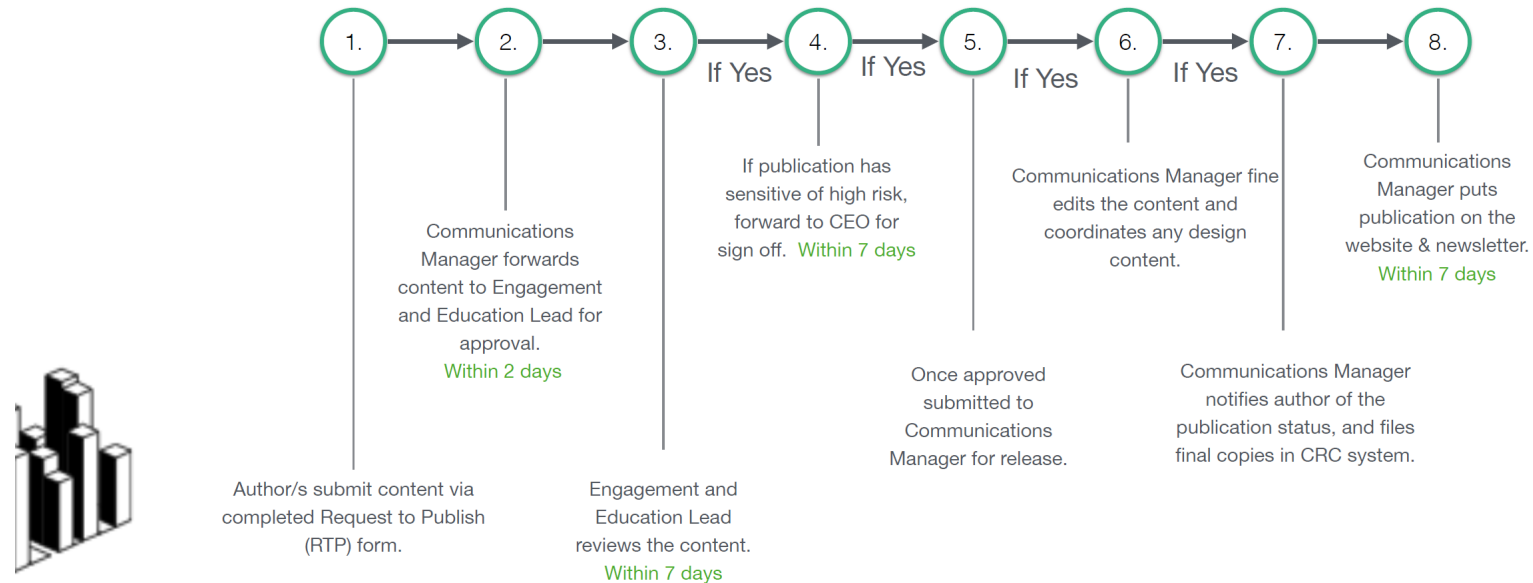 1.
2.
3.
If Yes
4.
If Yes
5.
If Yes
6.
If Yes
7.
8.
Author/s submit content via
completed Request to Publish
(RTP) form.
Communications
Manager forwards
content to Engagement
and Education Lead for
approval.
Within 2 days
Engagement and
Education Lead
reviews the content.
Within 7 days
If publication has
sensitive of high risk,
forward to CEO for
sign off. Within 7 days
Once approved
submitted to
Communications
Manager for release.
Communications Manager fine
edits the content and
coordinates any design
content.
Communications Manager
notifies author of the
publication status, and files
final copies in CRC system.
Communications
Manager puts
publication on the
website & newsletter.
Within 7 days